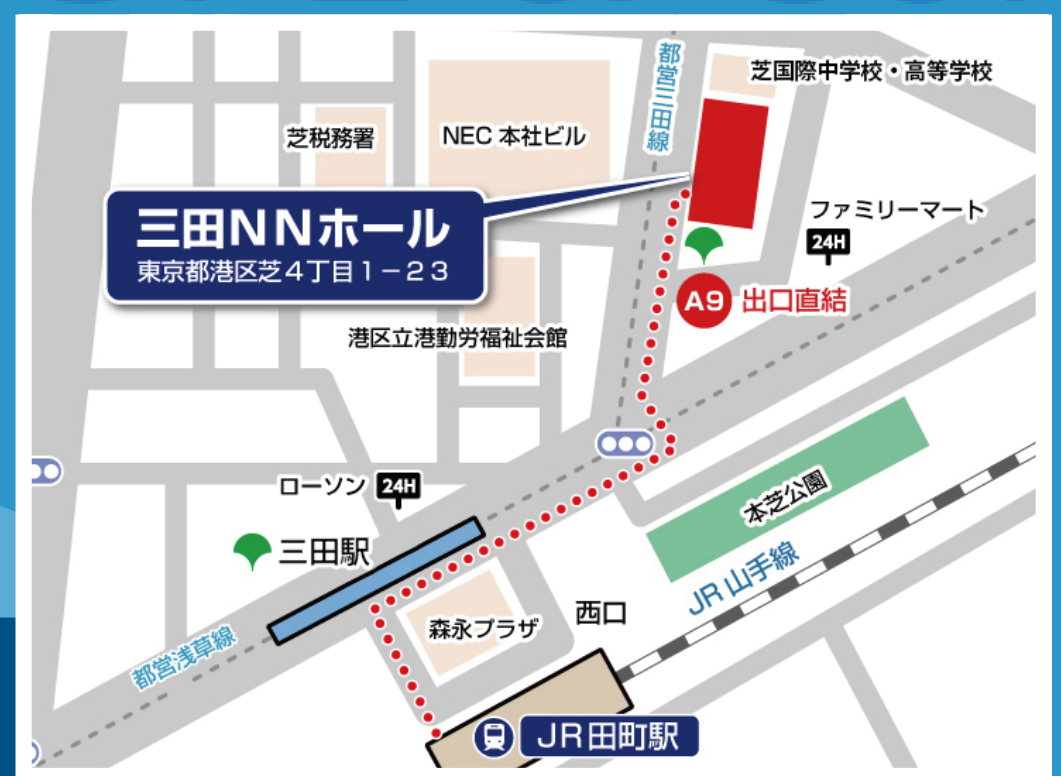 芝国際中学校・高等学校
都営三田線
芝税務署
NEC 本社ビル
三田NNホール
東京都港区芝4丁目1－23
ファミリーマート
24H
A9 出口直結
港区立港勤労福祉会館
ローソン 24H
本芝公園
三田駅
JR 山手線
西口
森永プラザ
都営浅草線
JR田町駅